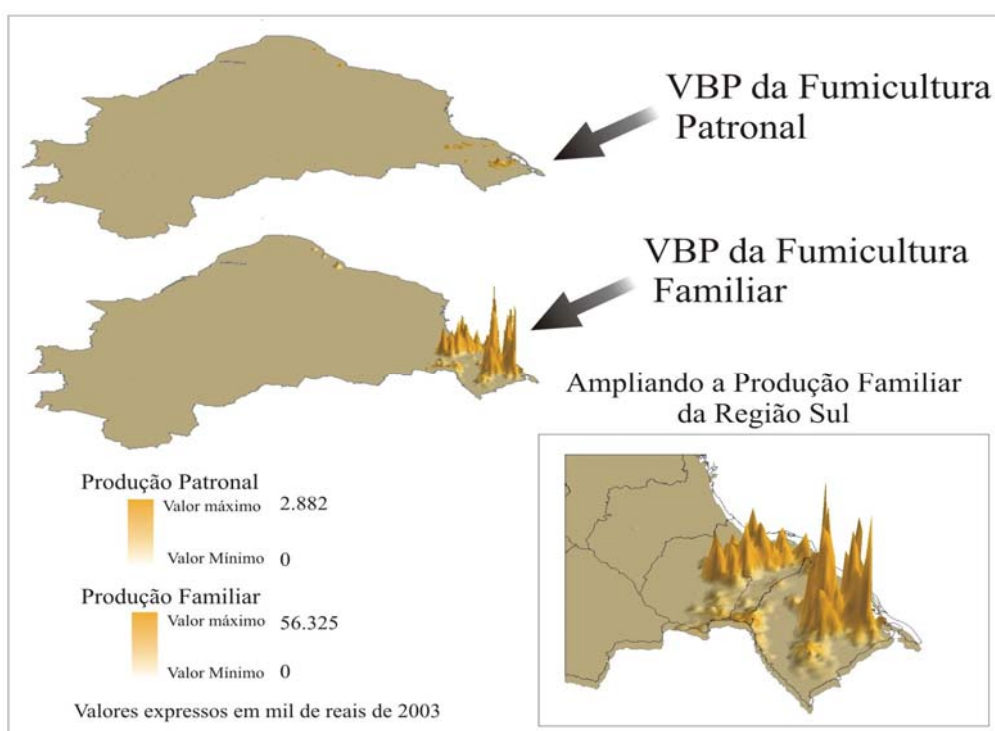 VBP da Fumicultura
Patronal
VBP da Fumicultura
Familiar
Ampliando a Produção Familiar
da Região Sul
Produção Patronal
Valor máximo 2.882
Valor Mínimo 0
Produção Familiar
Valor máximo 56.325
Valor Mínimo 0
Valores expressos em mil de reais de 2003